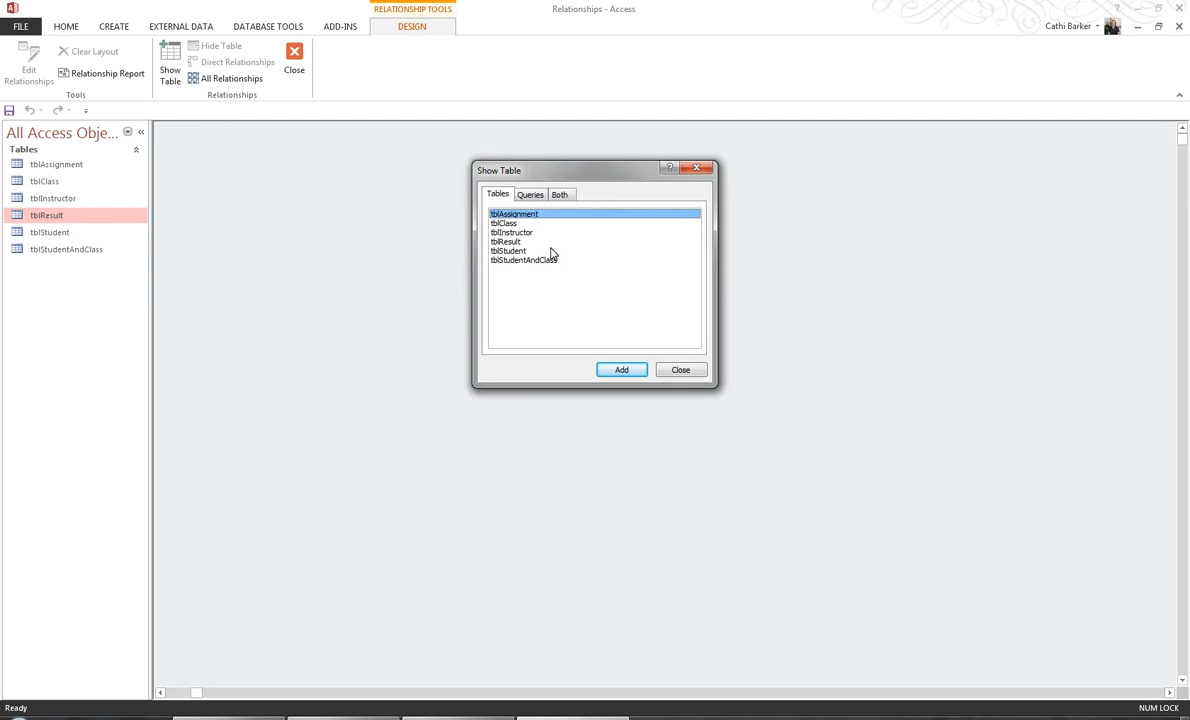 RELATIONSHIP TOOLS
Relationships - Access
?
FILE
HOME
CREATE
EXTERNAL DATA
DATABASE TOOLS
ADD-INS
DESIGN
Cathi Barker
Edit
Relationships
Clear Layout
Relationship Report
Tools
Show
Table
Hide Table
Direct Relationships
All Relationships
Relationships
Close
All Access Obje...
Tables
tblAssignment
tblClass
tblInstructor
tblResult
tblStudent
tblStudentAndClass
Show Table
?
Tables
Queries
Both
tblAssignment
tblClass
tblInstructor
tblResult
tblStudent
tblStudentAndClass
Add
Close
Ready
NUM LOCK